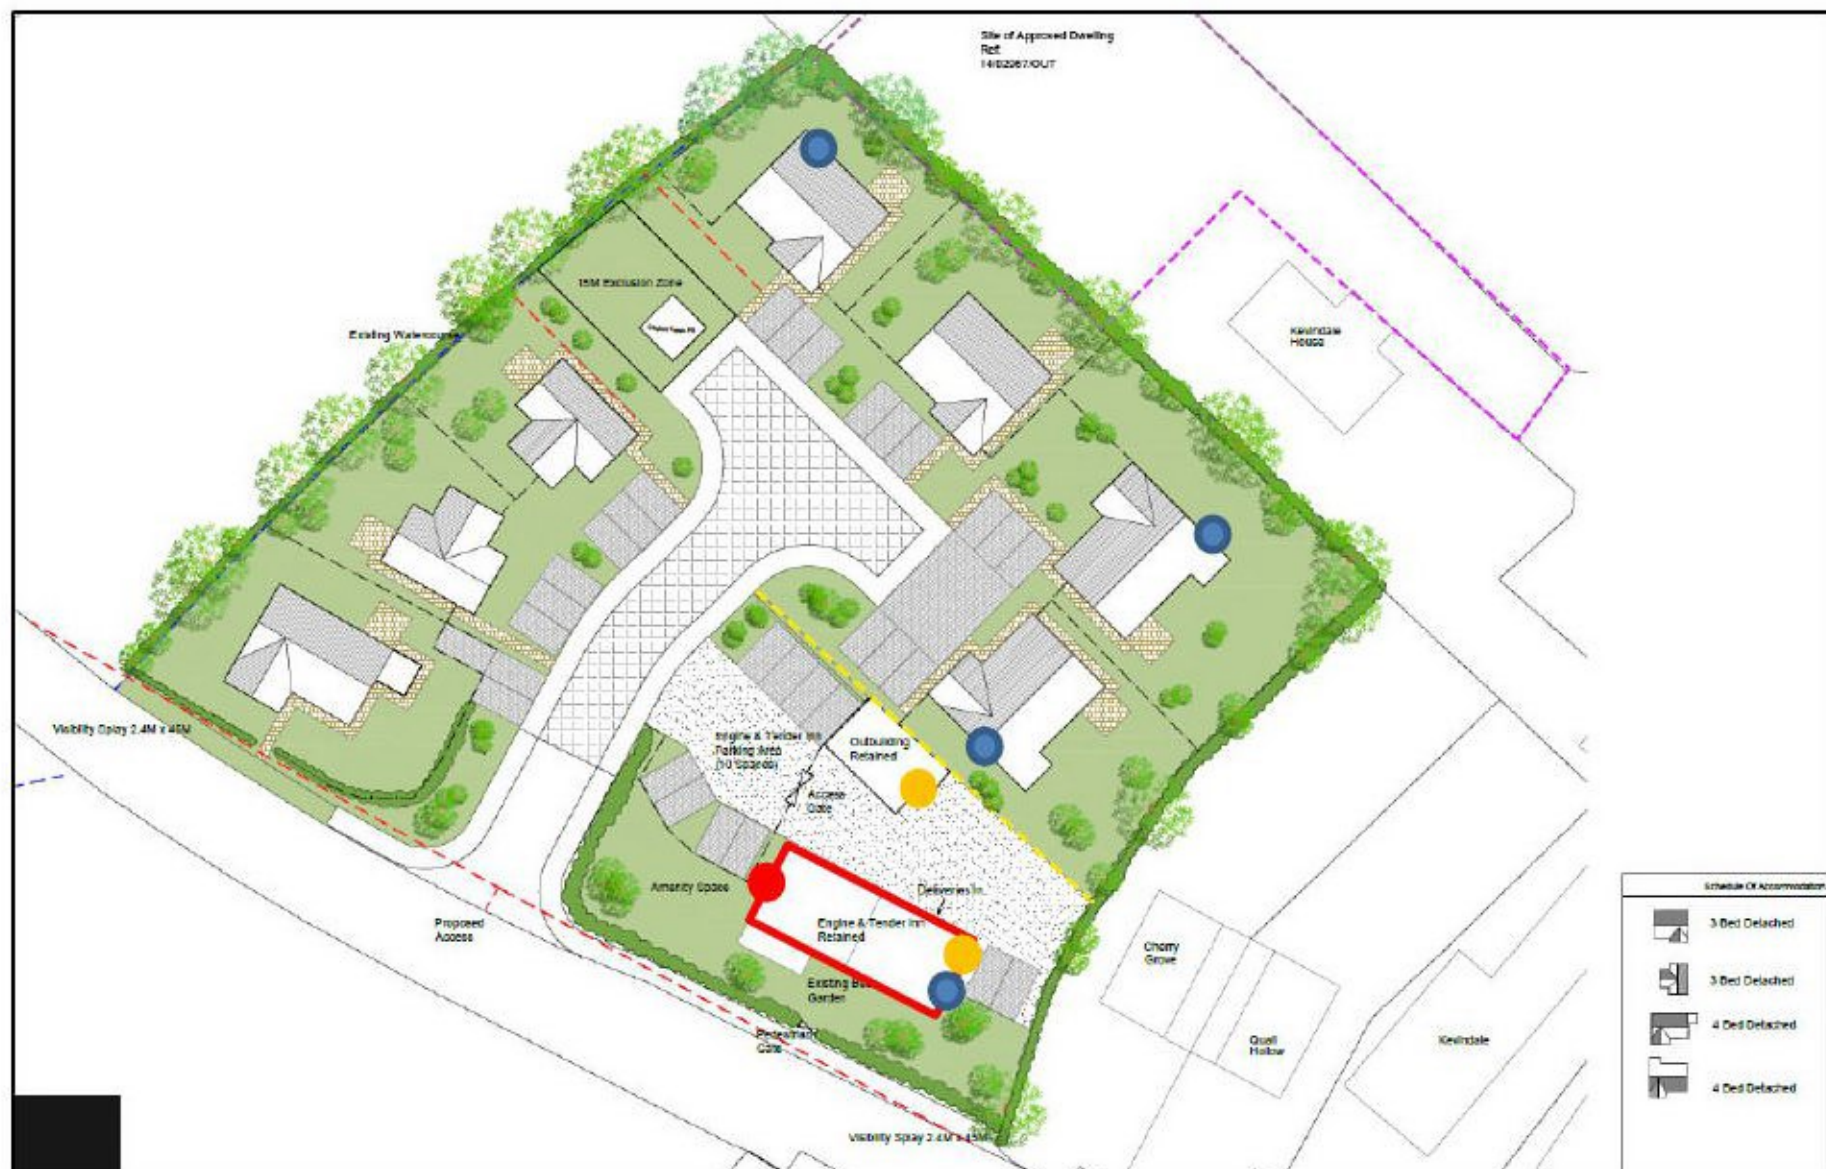 Site of Approved Dwelling
Ref:
14/02967/OUT
15M Exclusion Zone
Existing
Kevindale
House
Visibility Splay 2.4M x 45M
Engine & Tender Inn
Parking Area
(10 Spaces)
Outbuilding
Retained
Access
Gate
Amenity Space
Deliveries In
Proposed
Access
Engine & Tender Inn
Retained
Existing
Garden
Pedestrian
Gate
Cherry
Grove
Quail
Hollow
Kevindale
Visibility Splay 2.4M x 45M
Schedule Of Accommodation
3 Bed Detached
3 Bed Detached
4 Bed Detached
4 Bed Detached